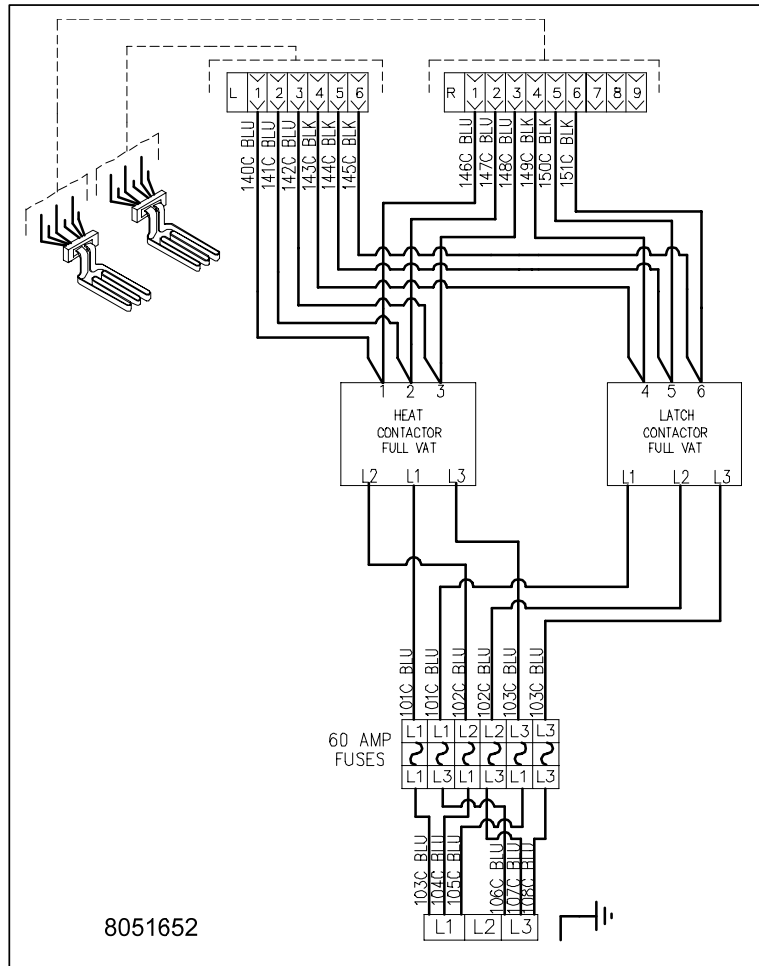 L 1 2 3 4 5 6
R 1 2 3 4 5 6 7 8 9
140C BLU
141C BLU
142C BLU
143C BLK
144C BLK
145C BLK
146C BLU
147C BLU
148C BLU
149C BLK
150C BLK
151C BLK
1 2 3
HEAT
CONTACTOR
FULL VAT
L2 L1 L3
4 5 6
LATCH
CONTACTOR
FULL VAT
L1 L2 L3
101C BLU
101C BLU
102C BLU
102C BLU
103C BLU
103C BLU
60 AMP
FUSES
L1 L1 L2 L2 L3 L3
L1 L3 L1 L3 L1 L3
103C BLU
104C BLU
105C BLU
106C BLU
107C BLU
108C BLU
L1 L2 L3
8051652